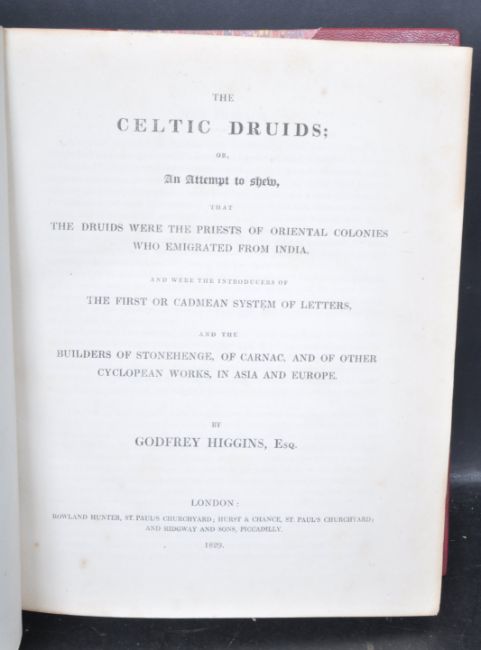 THE
CELTIC DRUIDS;
OR,
An Attempt to shew,
THAT
THE DRUIDS WERE THE PRIESTS OF ORIENTAL COLONIES
WHO EMIGRATED FROM INDIA,
AND WERE THE INTRODUCERS OF
THE FIRST OR CADMEAN SYSTEM OF LETTERS,
AND THE
BUILDERS OF STONEHENGE, OF CARNAC, AND OF OTHER
CYCLOPEAN WORKS, IN ASIA AND EUROPE.
BY
GODFREY HIGGINS, Esq.
LONDON:
ROWLAND HUNTER, ST. PAUL'S CHURCHYARD; HURST & CHANCE, ST. PAUL'S CHURCHYARD;
AND RIDGWAY AND SONS, PICCADILLY.
1829.